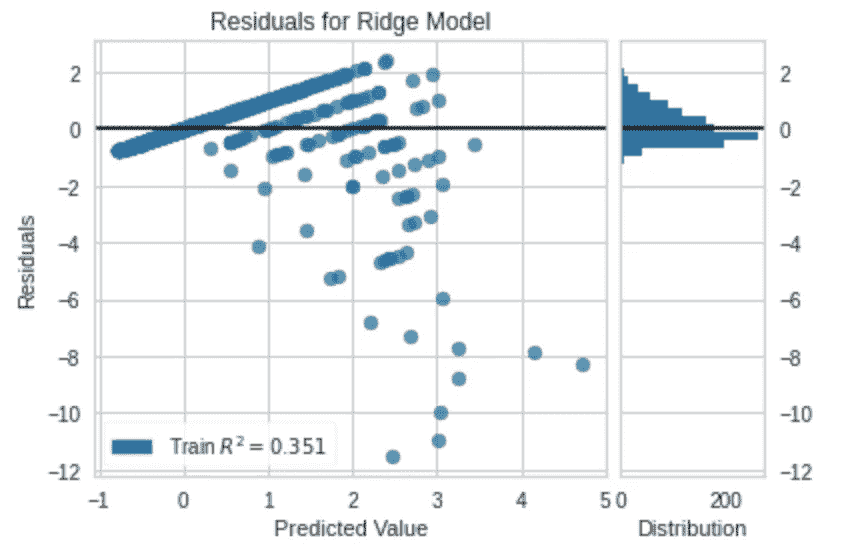 Residuals for Ridge Model
Residuals
2
0
−2
−4
−6
−8
−10
−12
Train R² = 0.351
−1 0 1 2 3 4 5
Predicted Value
2
0
−2
−4
−6
−8
−10
−12
0 200
Distribution